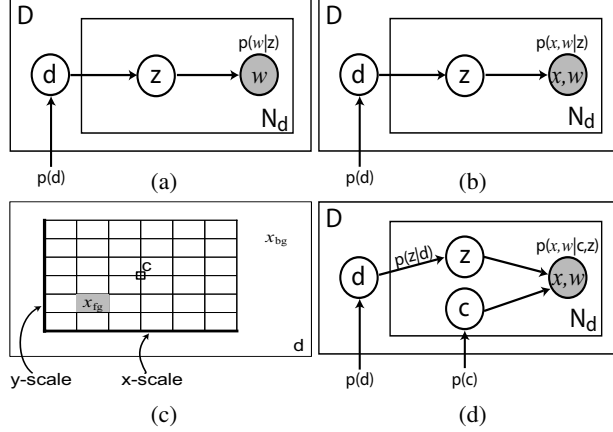 D
p(w|z)
d
z
w
N_d
p(d)
(a)
D
p(x,w|z)
d
z
x,w
N_d
p(d)
(b)
x_bg
c
x_fg
d
y-scale
x-scale
(c)
D
p(x,w|c,z)
p(z|d)
d
z
x,w
c
N_d
p(d)
p(c)
(d)